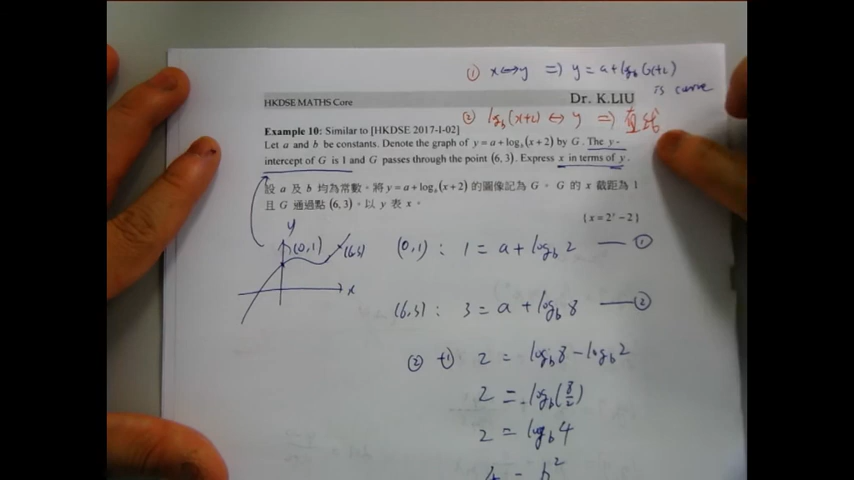 ① x ↔ y ⇒ y = a + log_b (x+2)
is curve
HKDSE MATHS Core Dr. K.LIU
② log_b (x+2) ↔ y ⇒ 直線
Example 10: Similar to [HKDSE 2017-I-02]
Let a and b be constants. Denote the graph of y = a + log_b (x + 2) by G. The y-
intercept of G is 1 and G passes through the point (6, 3). Express x in terms of y.
設 a 及 b 均為常數。將 y = a + log_b (x + 2) 的圖像記為 G。G 的 x 截距為 1
且 G 通過點 (6, 3)。以 y 表 x。
{x = 2^y − 2}
y
(0,1)
(6,3)
x
(0,1) : 1 = a + log_b 2 — ①
(6,3) : 3 = a + log_b 8 — ②
② - ① 2 = log_b 8 − log_b 2
2 = log_b (8/2)
2 = log_b 4
4 = b^2